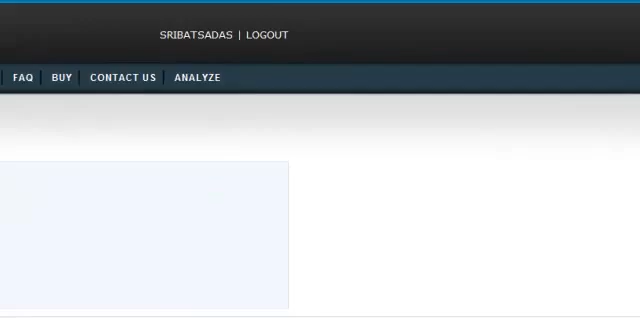 SRIBATSADAS | LOGOUT
FAQ | BUY | CONTACT US | ANALYZE